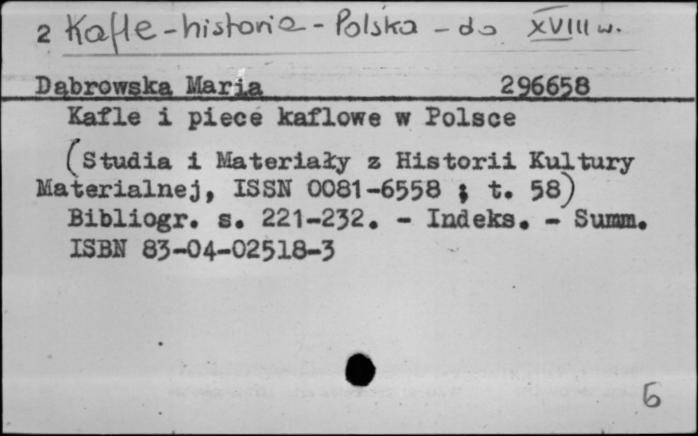 2 Kafle - historia - Polska - do XVIII w.
Dąbrowska Maria 296658
Kafle i piece kaflowe w Polsce
(Studia i Materiały z Historii Kultury
Materialnej, ISSN 0081-6558 ; t. 58)
Bibliogr. s. 221-232. - Indeks. - Summ.
ISBN 83-04-02518-3
6